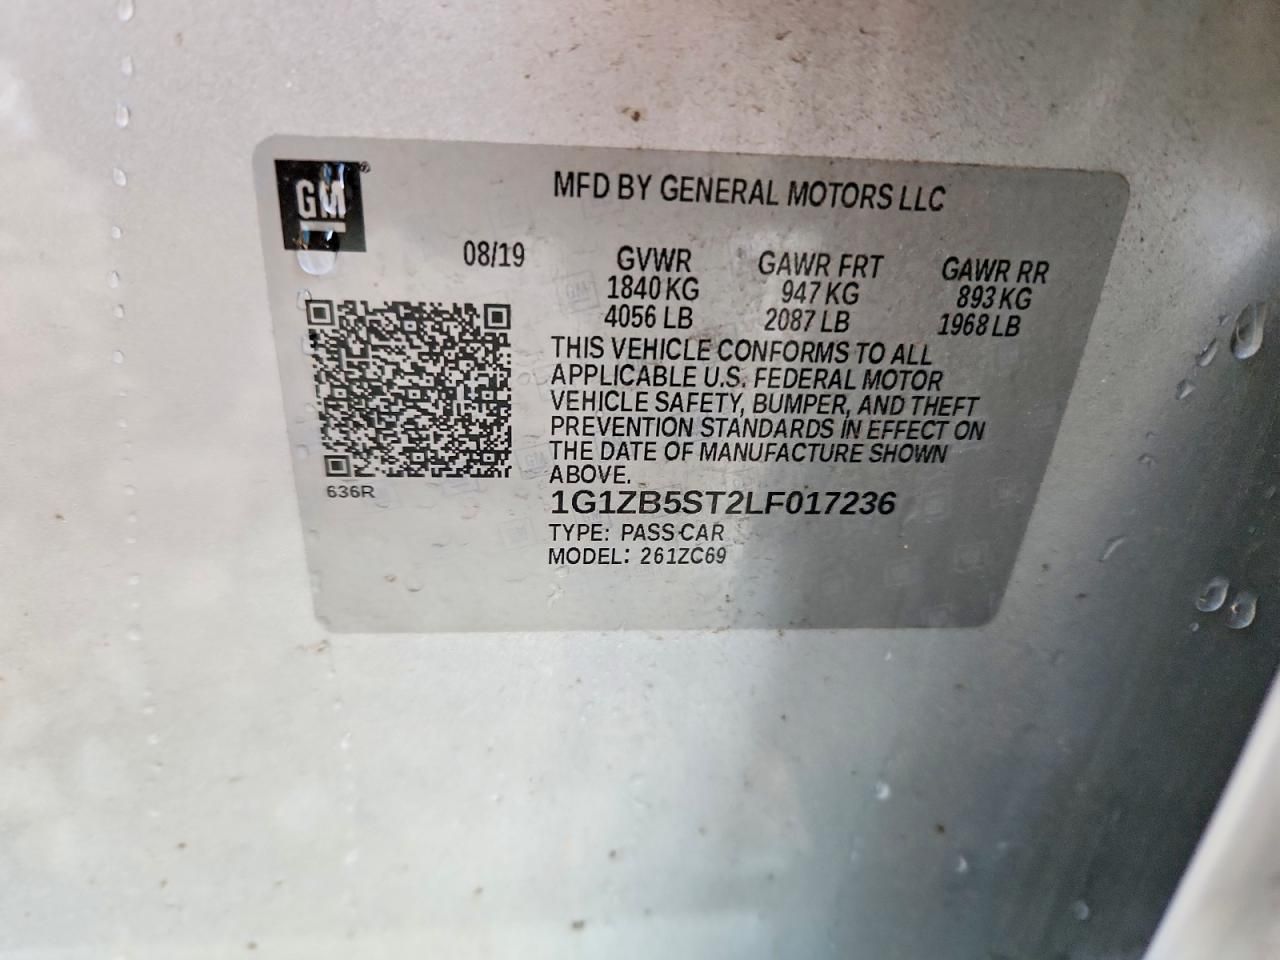 GM
MFD BY GENERAL MOTORS LLC
08/19 GVWR GAWR FRT GAWR RR
1840 KG 947 KG 893 KG
4056 LB 2087 LB 1968 LB
THIS VEHICLE CONFORMS TO ALL
APPLICABLE U.S. FEDERAL MOTOR
VEHICLE SAFETY, BUMPER, AND THEFT
PREVENTION STANDARDS IN EFFECT ON
THE DATE OF MANUFACTURE SHOWN
ABOVE.
636R
1G1ZB5ST2LF017236
TYPE: PASS CAR
MODEL: 261ZC69